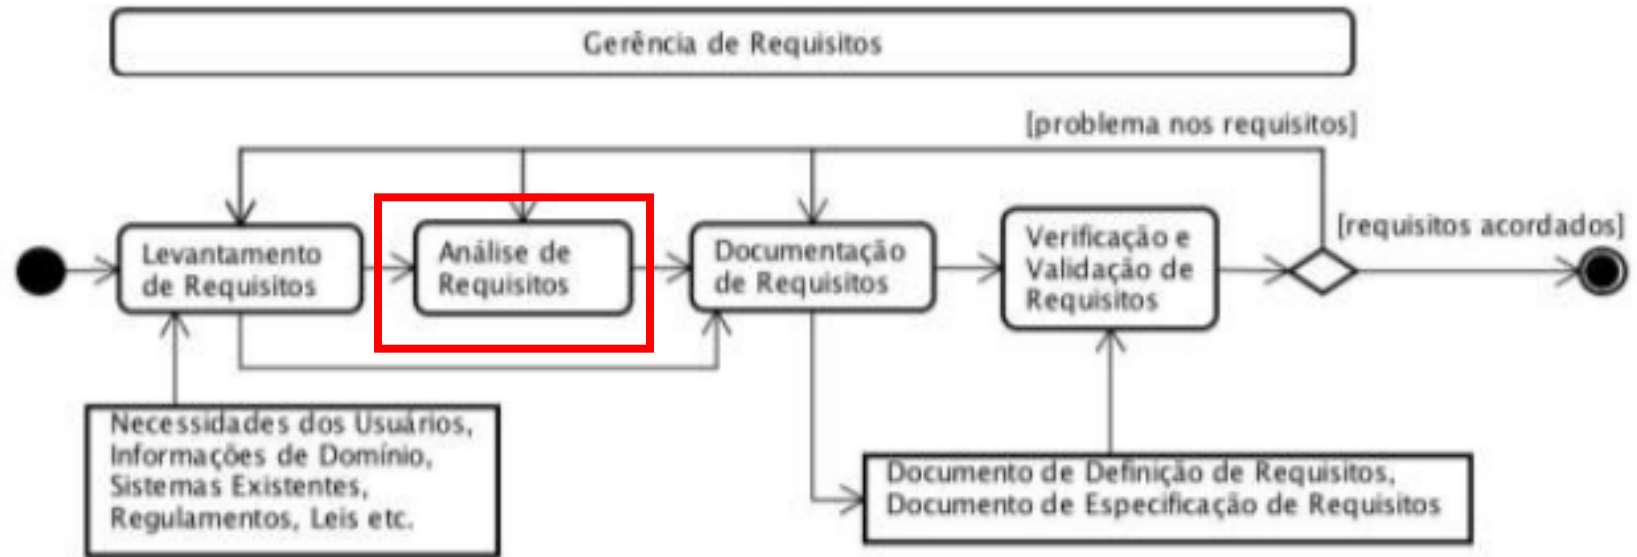 Gerência de Requisitos
[problema nos requisitos]
[requisitos acordados]
Levantamento
de Requisitos
Análise de
Requisitos
Documentação
de Requisitos
Verificação e
Validação de
Requisitos
Necessidades dos Usuários,
Informações de Domínio,
Sistemas Existentes,
Regulamentos, Leis etc.
Documento de Definição de Requisitos,
Documento de Especificação de Requisitos